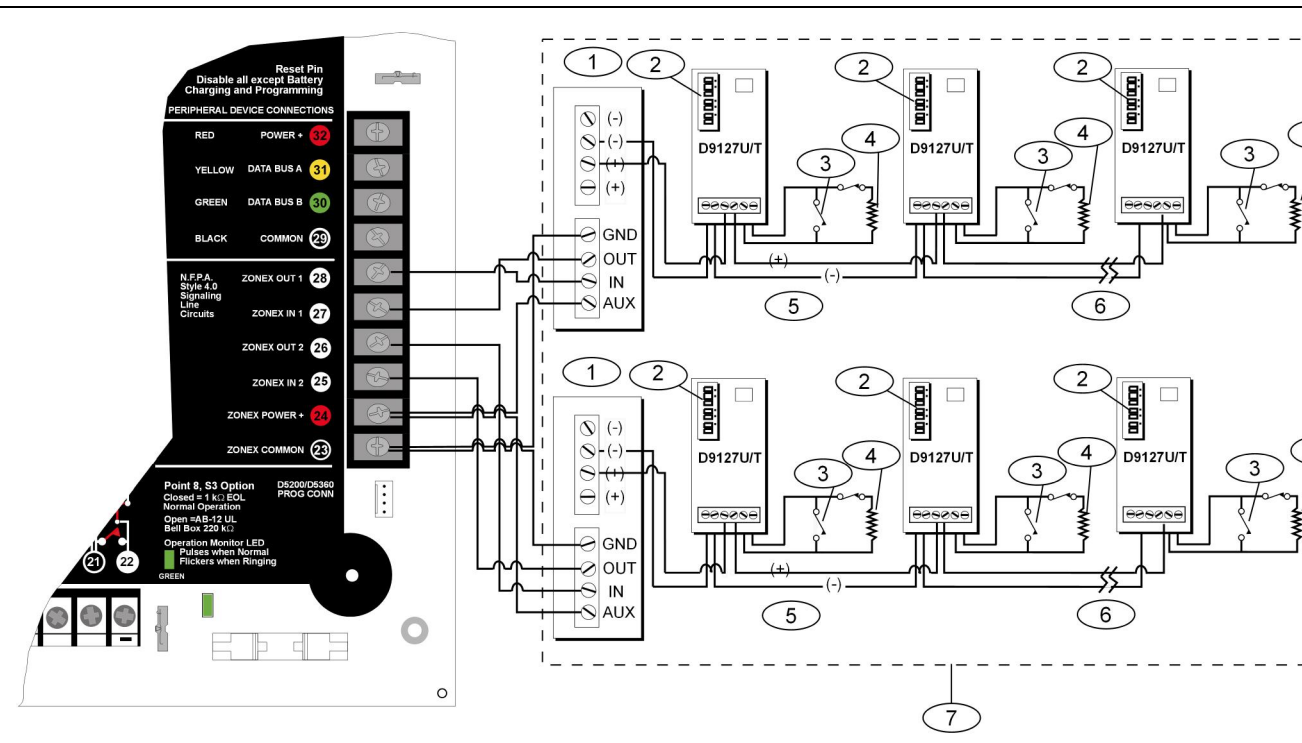 Reset Pin
Disable all except Battery
Charging and Programming
PERIPHERAL DEVICE CONNECTIONS
RED POWER + 32
YELLOW DATA BUS A 31
GREEN DATA BUS B 30
BLACK COMMON 29
N.F.P.A.
Style 4.0
Signaling
Line
Circuits
ZONEX OUT 1 28
ZONEX IN 1 27
ZONEX OUT 2 26
ZONEX IN 2 25
ZONEX POWER + 24
ZONEX COMMON 23
Point 8, S3 Option
Closed = 1 kΩ EOL
Normal Operation
Open =AB-12 UL
Bell Box 220 kΩ
D5200/D5360
PROG CONN
Operation Monitor LED
Pulses when Normal
Flickers when Ringing
GREEN
21 22
1
2
2
2
(-)
(-)
(+)
(+)
D9127U/T
D9127U/T
D9127U/T
3
4
3
4
3
GND
OUT
IN
AUX
(+)
(-)
5
6
1
2
2
2
(-)
(-)
(+)
(+)
D9127U/T
D9127U/T
D9127U/T
3
4
3
4
3
GND
OUT
IN
AUX
(+)
(-)
5
6
7